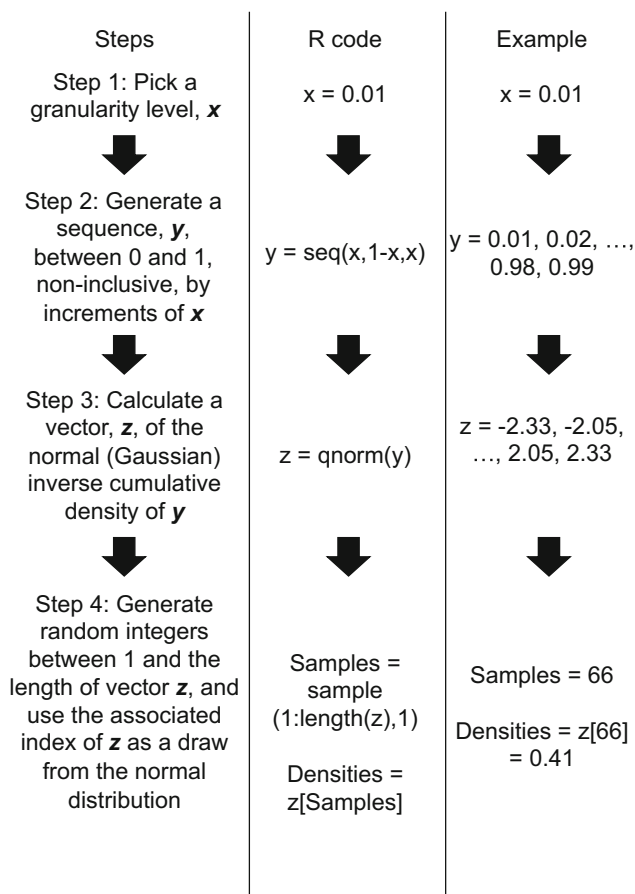 Steps
Step 1: Pick a
granularity level, x
Step 2: Generate a
sequence, y,
between 0 and 1,
non-inclusive, by
increments of x
Step 3: Calculate a
vector, z, of the
normal (Gaussian)
inverse cumulative
density of y
Step 4: Generate
random integers
between 1 and the
length of vector z, and
use the associated
index of z as a draw
from the normal
distribution
R code
x = 0.01
y = seq(x,1-x,x)
z = qnorm(y)
Samples =
sample
(1:length(z),1)
Densities =
z[Samples]
Example
x = 0.01
y = 0.01, 0.02, …,
0.98, 0.99
z = -2.33, -2.05,
…, 2.05, 2.33
Samples = 66
Densities = z[66]
= 0.41